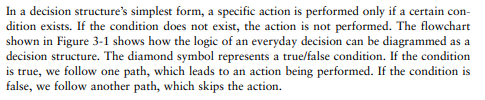 In a decision structure's simplest form, a specific action is performed only if a certain con-
dition exists. If the condition does not exist, the action is not performed. The flowchart
shown in Figure 3-1 shows how the logic of an everyday decision can be diagrammed as a
decision structure. The diamond symbol represents a true/false condition. If the condition
is true, we follow one path, which leads to an action being performed. If the condition is
false, we follow another path, which skips the action.